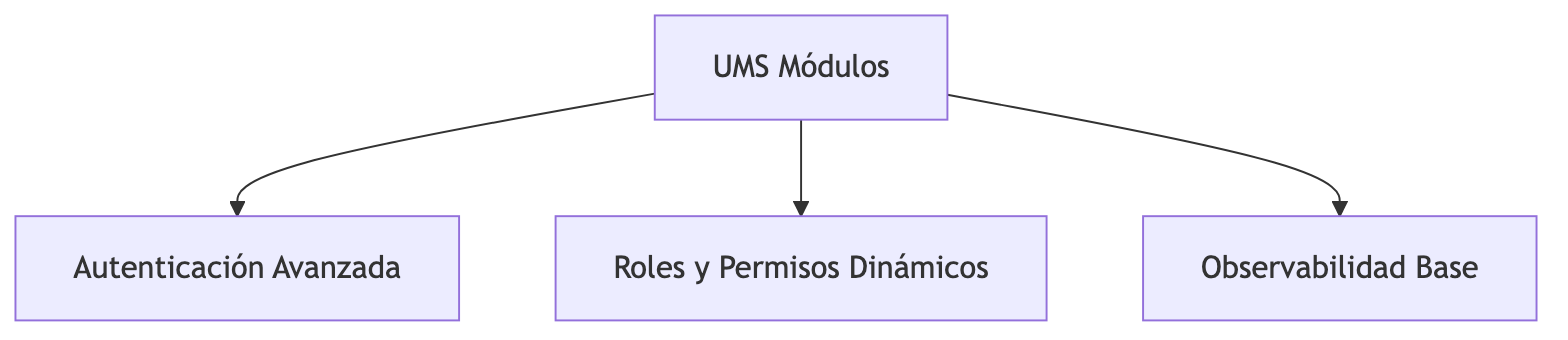 UMS Módulos
Autenticación Avanzada
Roles y Permisos Dinámicos
Observabilidad Base